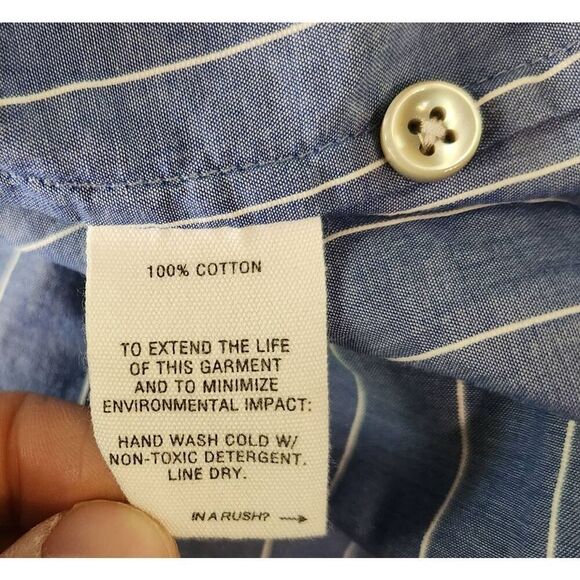 100% COTTON
TO EXTEND THE LIFE
OF THIS GARMENT
AND TO MINIMIZE
ENVIRONMENTAL IMPACT:
HAND WASH COLD W/
NON-TOXIC DETERGENT.
LINE DRY.
IN A RUSH? →